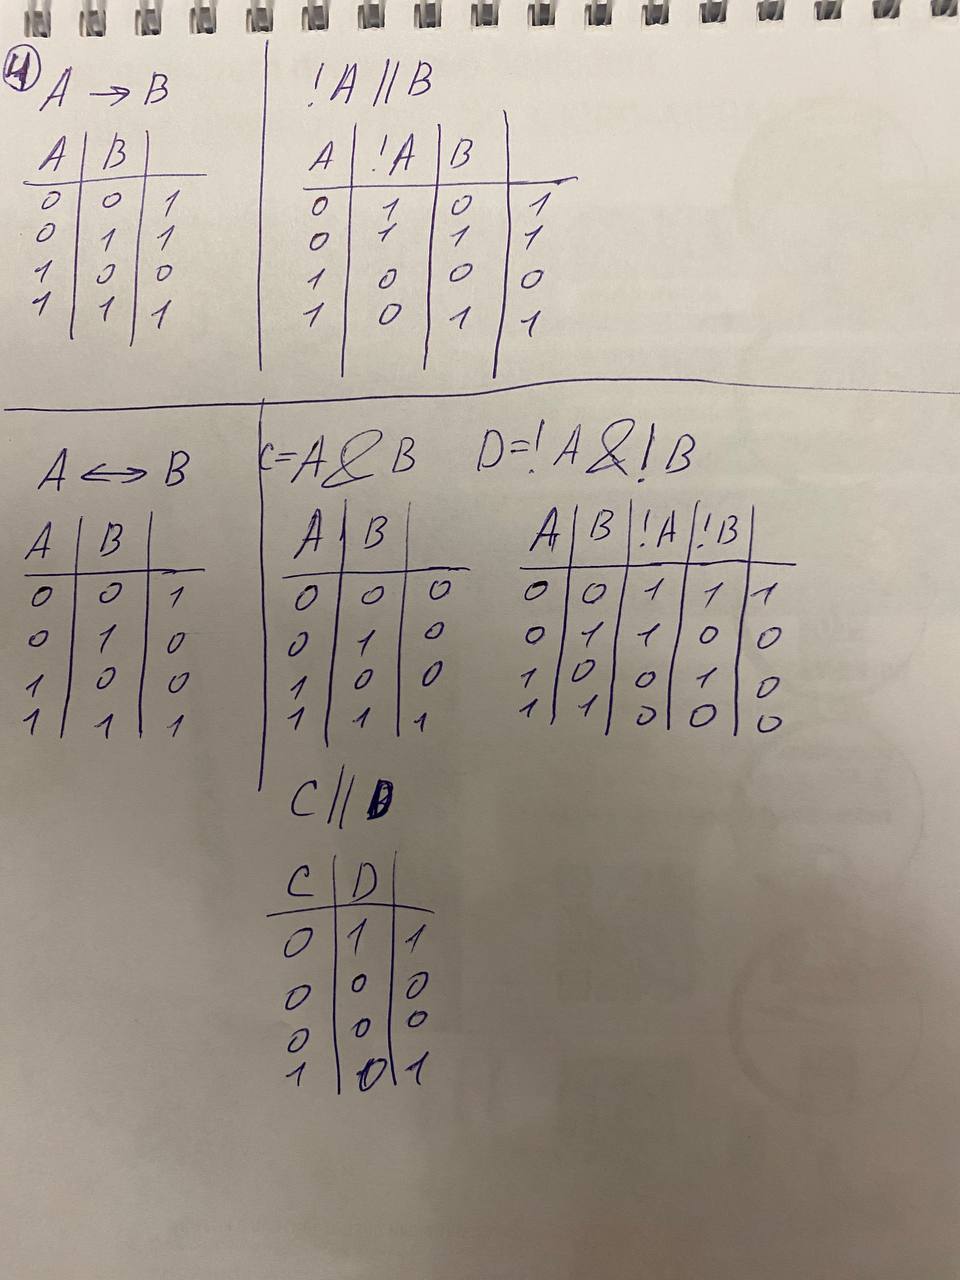 4
A → B
A B
0 0 1
0 1 1
1 0 0
1 1 1
!A || B
A !A B
0 1 0 1
0 1 1 1
1 0 0 0
1 0 1 1
A ↔ B
A B
0 0 1
0 1 0
1 0 0
1 1 1
C=A & B
A B
0 0 0
0 1 0
1 0 0
1 1 1
D=!A & !B
A B !A !B
0 0 1 1 1
0 1 1 0 0
1 0 0 1 0
1 1 0 0 0
C || D
C D
0 1 1
0 0 0
0 0 0
1 0 1